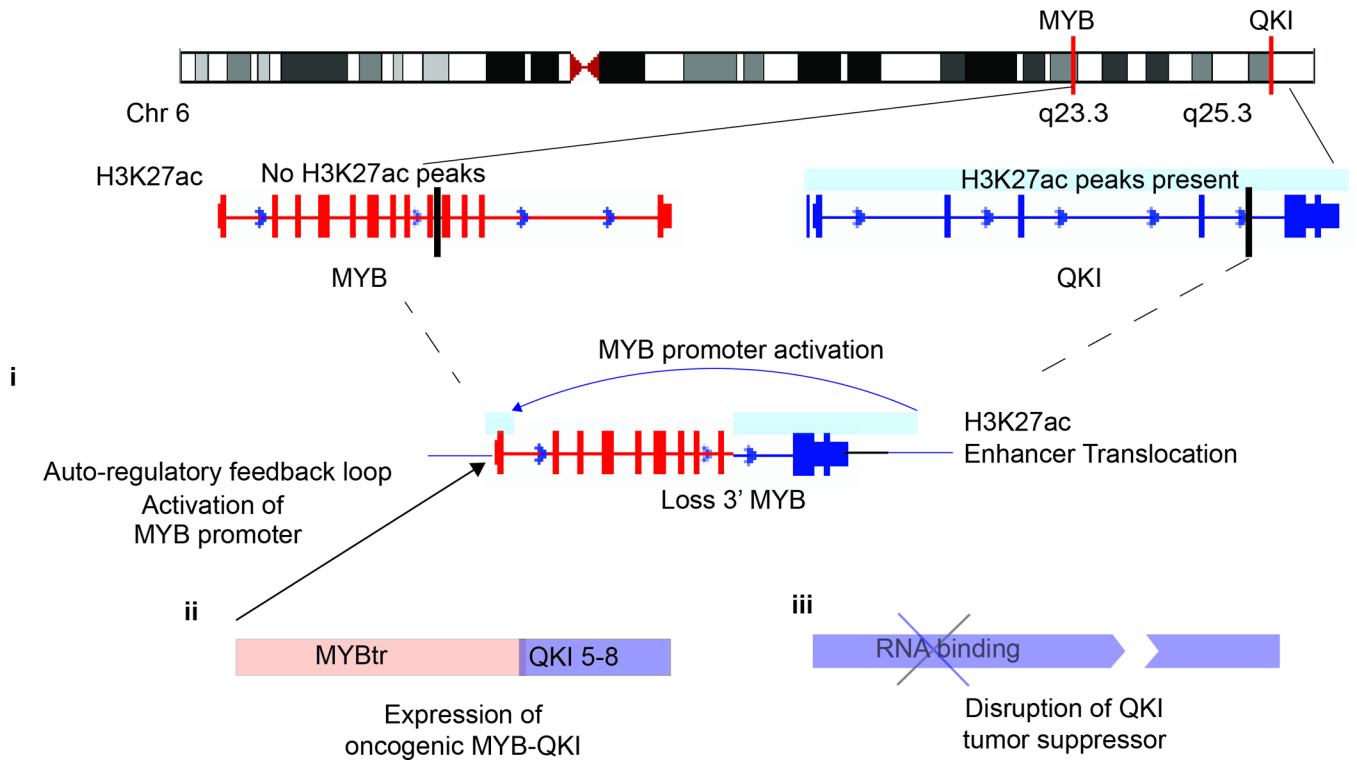 MYB QKI
Chr 6
q23.3 q25.3
H3K27ac
No H3K27ac peaks
H3K27ac peaks present
MYB
QKI
i
MYB promoter activation
H3K27ac
Enhancer Translocation
Auto-regulatory feedback loop
Activation of
MYB promoter
Loss 3’ MYB
ii
MYBtr QKI 5-8
Expression of
oncogenic MYB-QKI
iii
RNA binding
Disruption of QKI
tumor suppressor